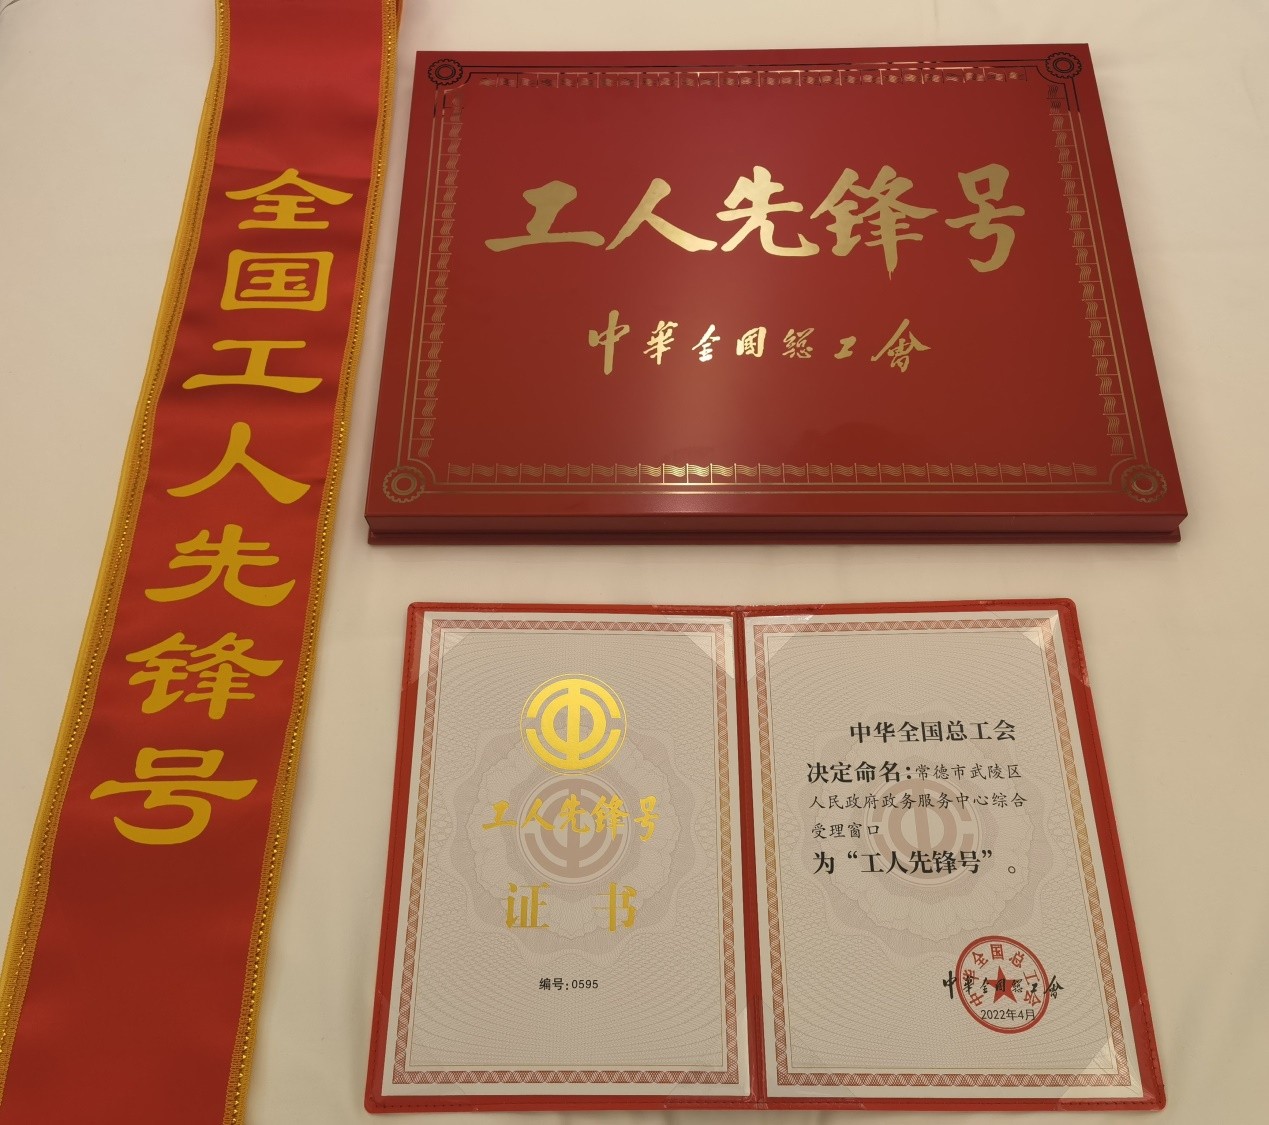 全国工人先锋号
工人先锋号
中華全國總工會
工人先锋号
证书
编号:0595
中华全国总工会
决定命名:常德市武陵区
人民政府政务服务中心综合
受理窗口
为“工人先锋号”。
中华全国总工会
中華全國總工會
2022年4月